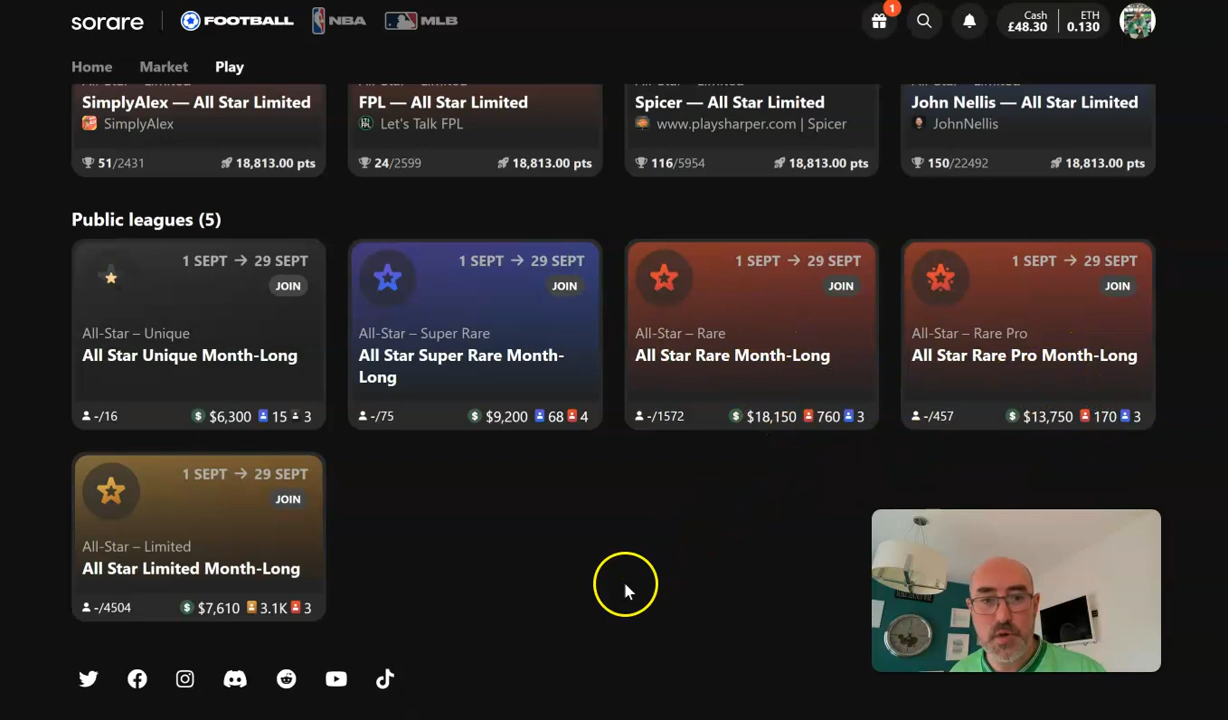 sorare FOOTBALL NBA MLB 1 Cash ETH
£48.30 0.130
Home Market Play
SimplyAlex — All Star Limited
SimplyAlex
51/2431 18,813.00 pts
FPL — All Star Limited
Let's Talk FPL
24/2599 18,813.00 pts
Spicer — All Star Limited
www.playsharper.com | Spicer
116/5954 18,813.00 pts
John Nellis — All Star Limited
JohnNellis
150/22492 18,813.00 pts
Public leagues (5)
1 SEPT → 29 SEPT
JOIN
All-Star – Unique
All Star Unique Month-Long
-/16 $ $6,300 15 3
1 SEPT → 29 SEPT
JOIN
All-Star – Super Rare
All Star Super Rare Month-
Long
-/75 $ $9,200 68 4
1 SEPT → 29 SEPT
JOIN
All-Star – Rare
All Star Rare Month-Long
-/1572 $ $18,150 760 3
1 SEPT → 29 SEPT
JOIN
All-Star – Rare Pro
All Star Rare Pro Month-Long
-/457 $ $13,750 170 3
1 SEPT → 29 SEPT
JOIN
All-Star – Limited
All Star Limited Month-Long
-/4504 $ $7,610 3.1K 3